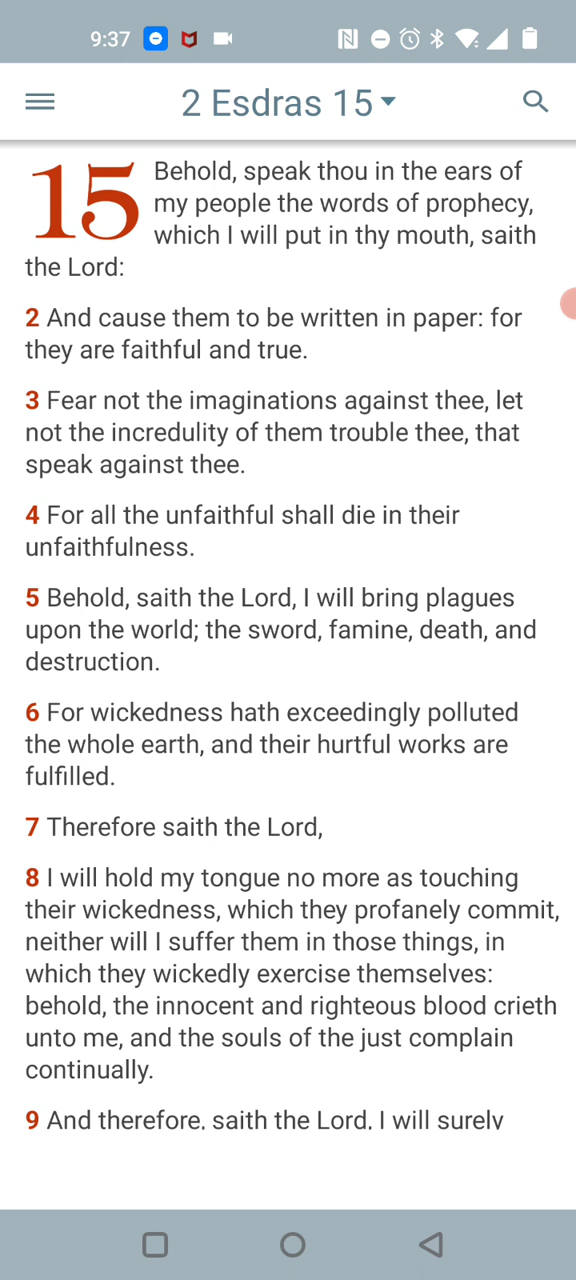 9:37
2 Esdras 15
15 Behold, speak thou in the ears of
my people the words of prophecy,
which I will put in thy mouth, saith
the Lord:
2 And cause them to be written in paper: for
they are faithful and true.
3 Fear not the imaginations against thee, let
not the incredulity of them trouble thee, that
speak against thee.
4 For all the unfaithful shall die in their
unfaithfulness.
5 Behold, saith the Lord, I will bring plagues
upon the world; the sword, famine, death, and
destruction.
6 For wickedness hath exceedingly polluted
the whole earth, and their hurtful works are
fulfilled.
7 Therefore saith the Lord,
8 I will hold my tongue no more as touching
their wickedness, which they profanely commit,
neither will I suffer them in those things, in
which they wickedly exercise themselves:
behold, the innocent and righteous blood crieth
unto me, and the souls of the just complain
continually.
9 And therefore, saith the Lord, I will surely